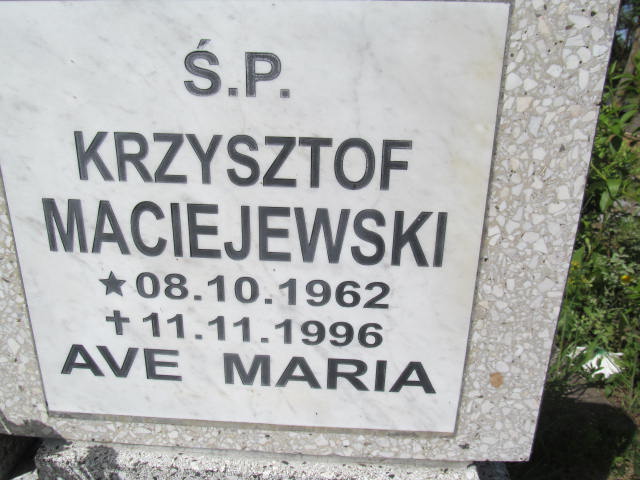 Ś.P.
KRZYSZTOF
MACIEJEWSKI
★08.10.1962
✝11.11.1996
AVE MARIA